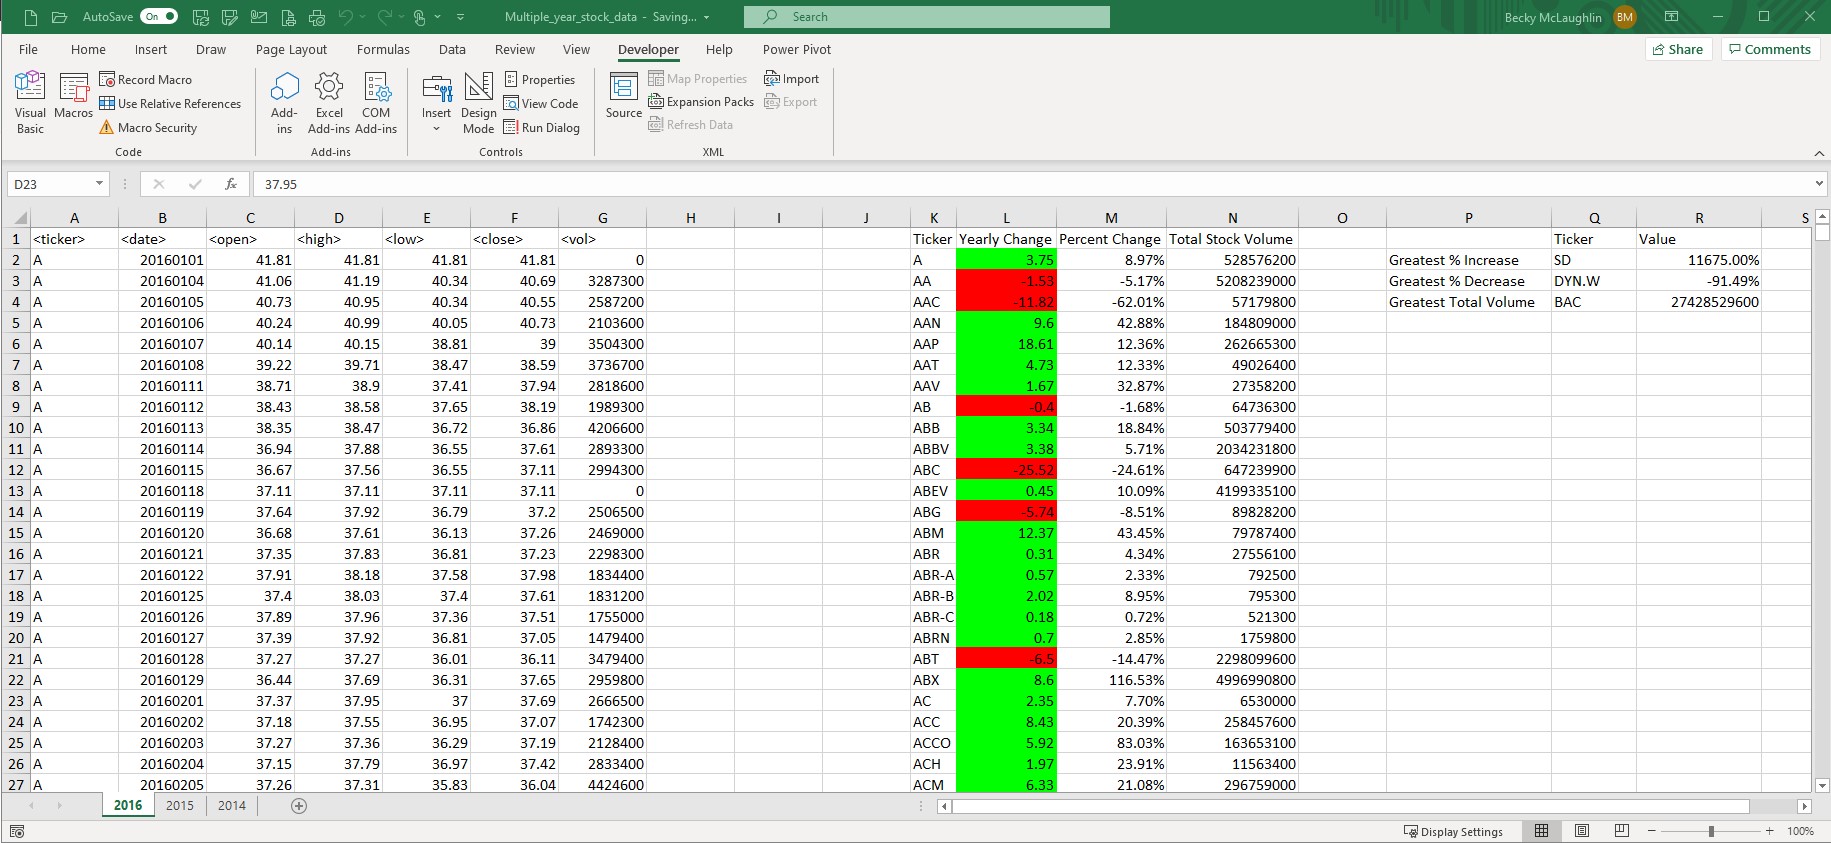 AutoSave On Multiple_year_stock_data - Saving... Search Becky McLaughlin BM
File Home Insert Draw Page Layout Formulas Data Review View Developer Help Power Pivot Share Comments
Visual Basic
Macros
Record Macro
Use Relative References
Macro Security
Code
Add-ins
Excel Add-ins
COM Add-ins
Add-ins
Insert
Design Mode
Properties
View Code
Run Dialog
Controls
Source
Map Properties
Expansion Packs
Refresh Data
Import
Export
XML
D23 fx 37.95
A B C D E F G H I J K L M N O P Q R S
1 <ticker> <date> <open> <high> <low> <close> <vol> Ticker Yearly Change Percent Change Total Stock Volume Ticker Value
2 A 20160101 41.81 41.81 41.81 41.81 0 A 3.75 8.97% 528576200 Greatest % Increase SD 11675.00%
3 A 20160104 41.06 41.19 40.34 40.69 3287300 AA -1.53 -5.17% 5208239000 Greatest % Decrease DYN.W -91.49%
4 A 20160105 40.73 40.95 40.34 40.55 2587200 AAC -11.82 -62.01% 57179800 Greatest Total Volume BAC 27428529600
5 A 20160106 40.24 40.99 40.05 40.73 2103600 AAN 9.6 42.88% 184809000
6 A 20160107 40.14 40.15 38.81 39 3504300 AAP 18.61 12.36% 262665300
7 A 20160108 39.22 39.71 38.47 38.59 3736700 AAT 4.73 12.33% 49026400
8 A 20160111 38.71 38.9 37.41 37.94 2818600 AAV 1.67 32.87% 27358200
9 A 20160112 38.43 38.58 37.65 38.19 1989300 AB -0.4 -1.68% 64736300
10 A 20160113 38.35 38.47 36.72 36.86 4206600 ABB 3.34 18.84% 503779400
11 A 20160114 36.94 37.88 36.55 37.61 2893300 ABBV 3.38 5.71% 2034231800
12 A 20160115 36.67 37.56 36.55 37.11 2994300 ABC -25.52 -24.61% 647239900
13 A 20160118 37.11 37.11 37.11 37.11 0 ABEV 0.45 10.09% 4199335100
14 A 20160119 37.64 37.92 36.79 37.2 2506500 ABG -5.74 -8.51% 89828200
15 A 20160120 36.68 37.61 36.13 37.26 2469000 ABM 12.37 43.45% 79787400
16 A 20160121 37.35 37.83 36.81 37.23 2298300 ABR 0.31 4.34% 27556100
17 A 20160122 37.91 38.18 37.58 37.98 1834400 ABR-A 0.57 2.33% 792500
18 A 20160125 37.4 38.03 37.4 37.61 1831200 ABR-B 2.02 8.95% 795300
19 A 20160126 37.89 37.96 37.36 37.51 1755000 ABR-C 0.18 0.72% 521300
20 A 20160127 37.39 37.92 36.81 37.05 1479400 ABRN 0.7 2.85% 1759800
21 A 20160128 37.27 37.27 36.01 36.11 3479400 ABT -6.5 -14.47% 2298099600
22 A 20160129 36.44 37.69 36.31 37.65 2959800 ABX 8.6 116.53% 4996990800
23 A 20160201 37.37 37.95 37 37.69 2666500 AC 2.35 7.70% 6530000
24 A 20160202 37.18 37.55 36.95 37.07 1742300 ACC 8.43 20.39% 258457600
25 A 20160203 37.27 37.36 36.29 37.19 2128400 ACCO 5.92 83.03% 163653100
26 A 20160204 37.15 37.79 36.97 37.42 2833400 ACH 1.97 23.91% 11563400
27 A 20160205 37.26 37.31 35.83 36.04 4424600 ACM 6.33 21.08% 296759000
2016 2015 2014
Display Settings 100%